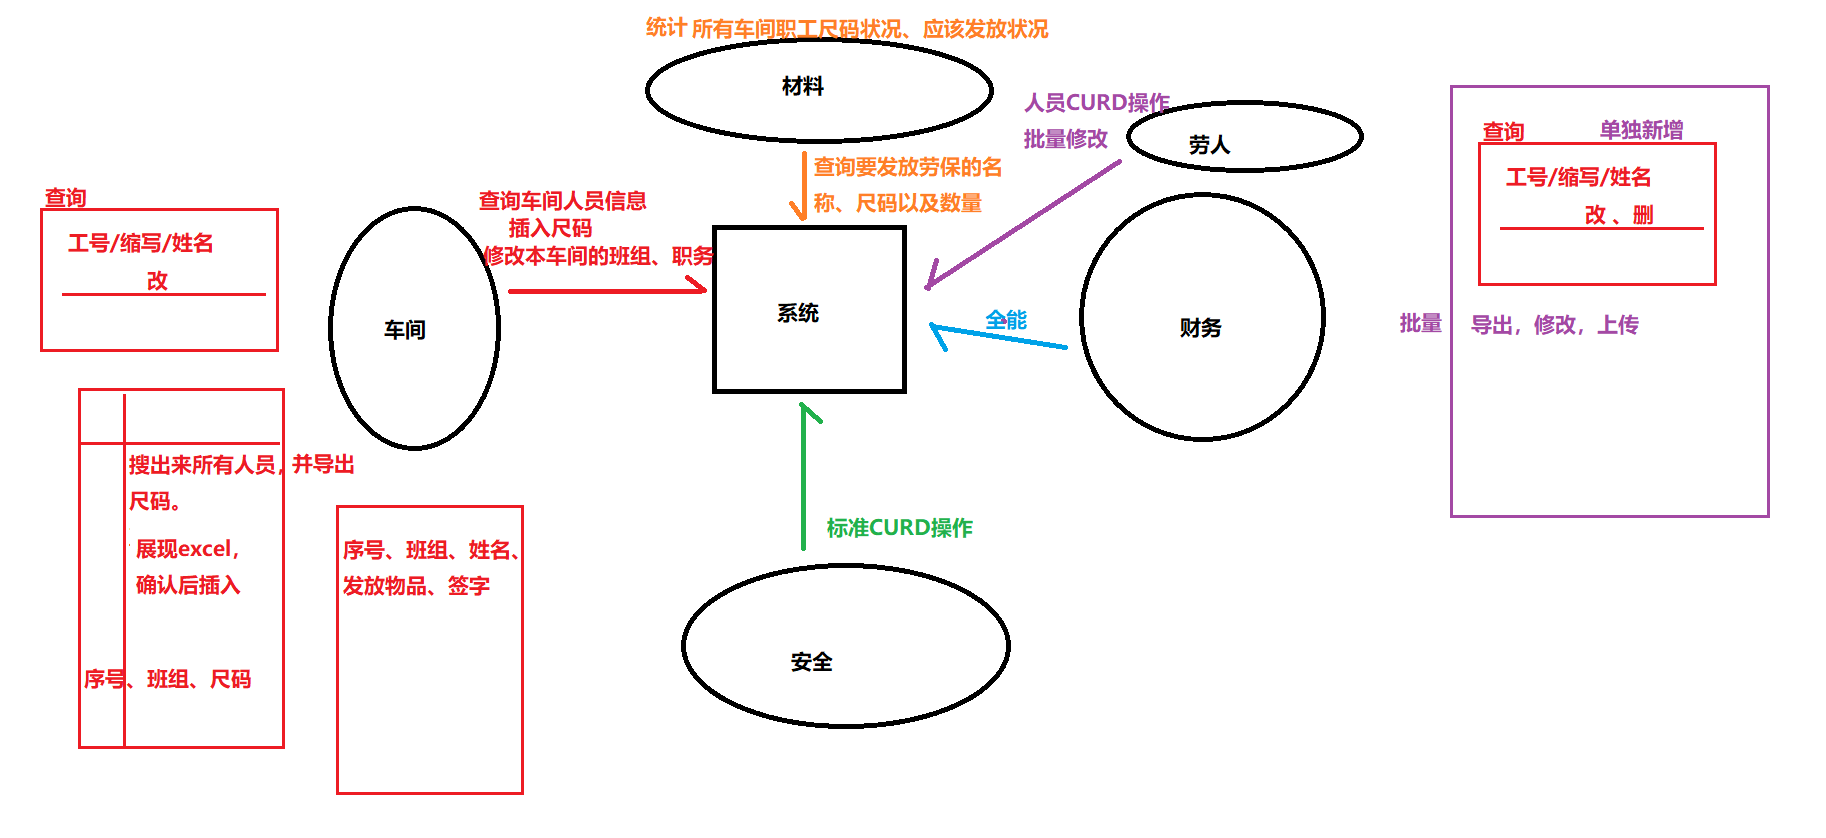 统计 所有车间职工尺码状况、应该发放状况
材料
人员CURD操作
批量修改
劳人
查询要发放劳保的名
称、尺码以及数量
查询
单独新增
工号/缩写/姓名
改 、删
批量 导出，修改，上传
查询
工号/缩写/姓名
改
查询车间人员信息
插入尺码
修改本车间的班组、职务
车间
系统
全能
财务
搜出来所有人员，并导出
尺码。
展现excel，
确认后插入
序号、班组、尺码
序号、班组、姓名、
发放物品、签字
标准CURD操作
安全